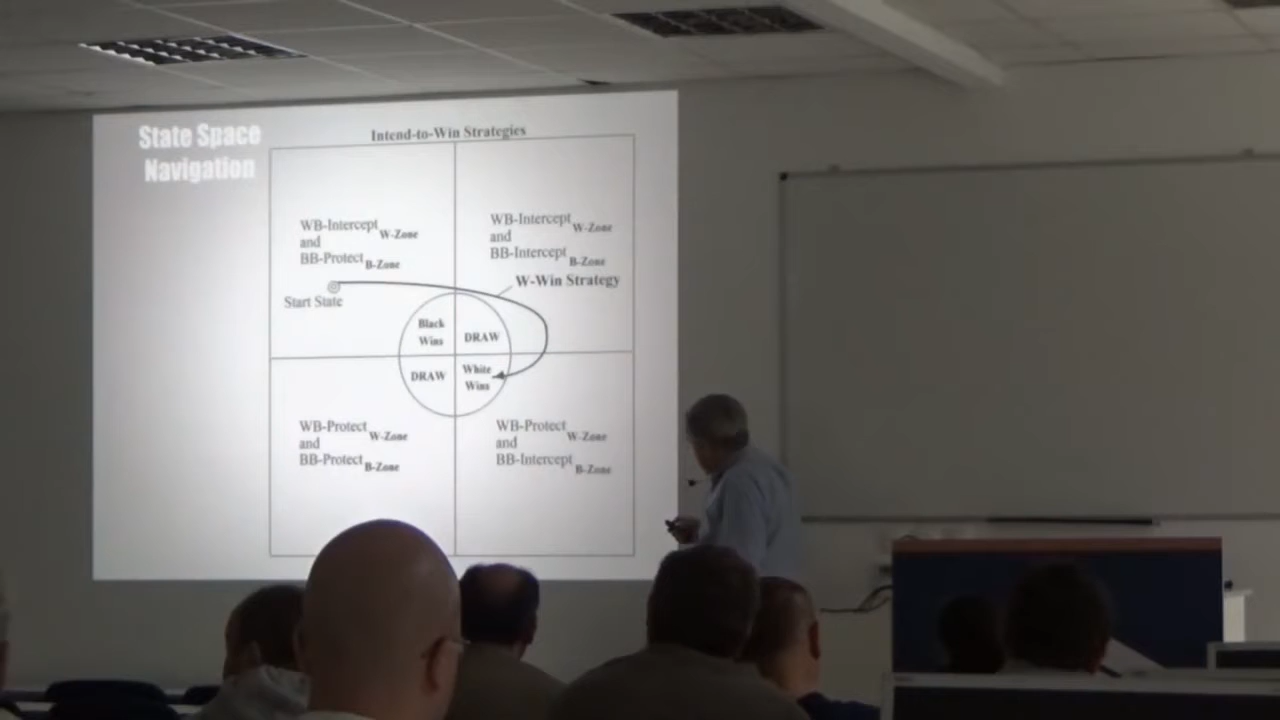 State Space
Navigation
Intend-to-Win Strategies
WB-Intercept W-Zone
and
BB-Protect B-Zone
WB-Intercept W-Zone
and
BB-Intercept B-Zone
W-Win Strategy
Start State
Black
Wins
DRAW
DRAW
White
Wins
WB-Protect W-Zone
and
BB-Protect B-Zone
WB-Protect W-Zone
and
BB-Intercept B-Zone